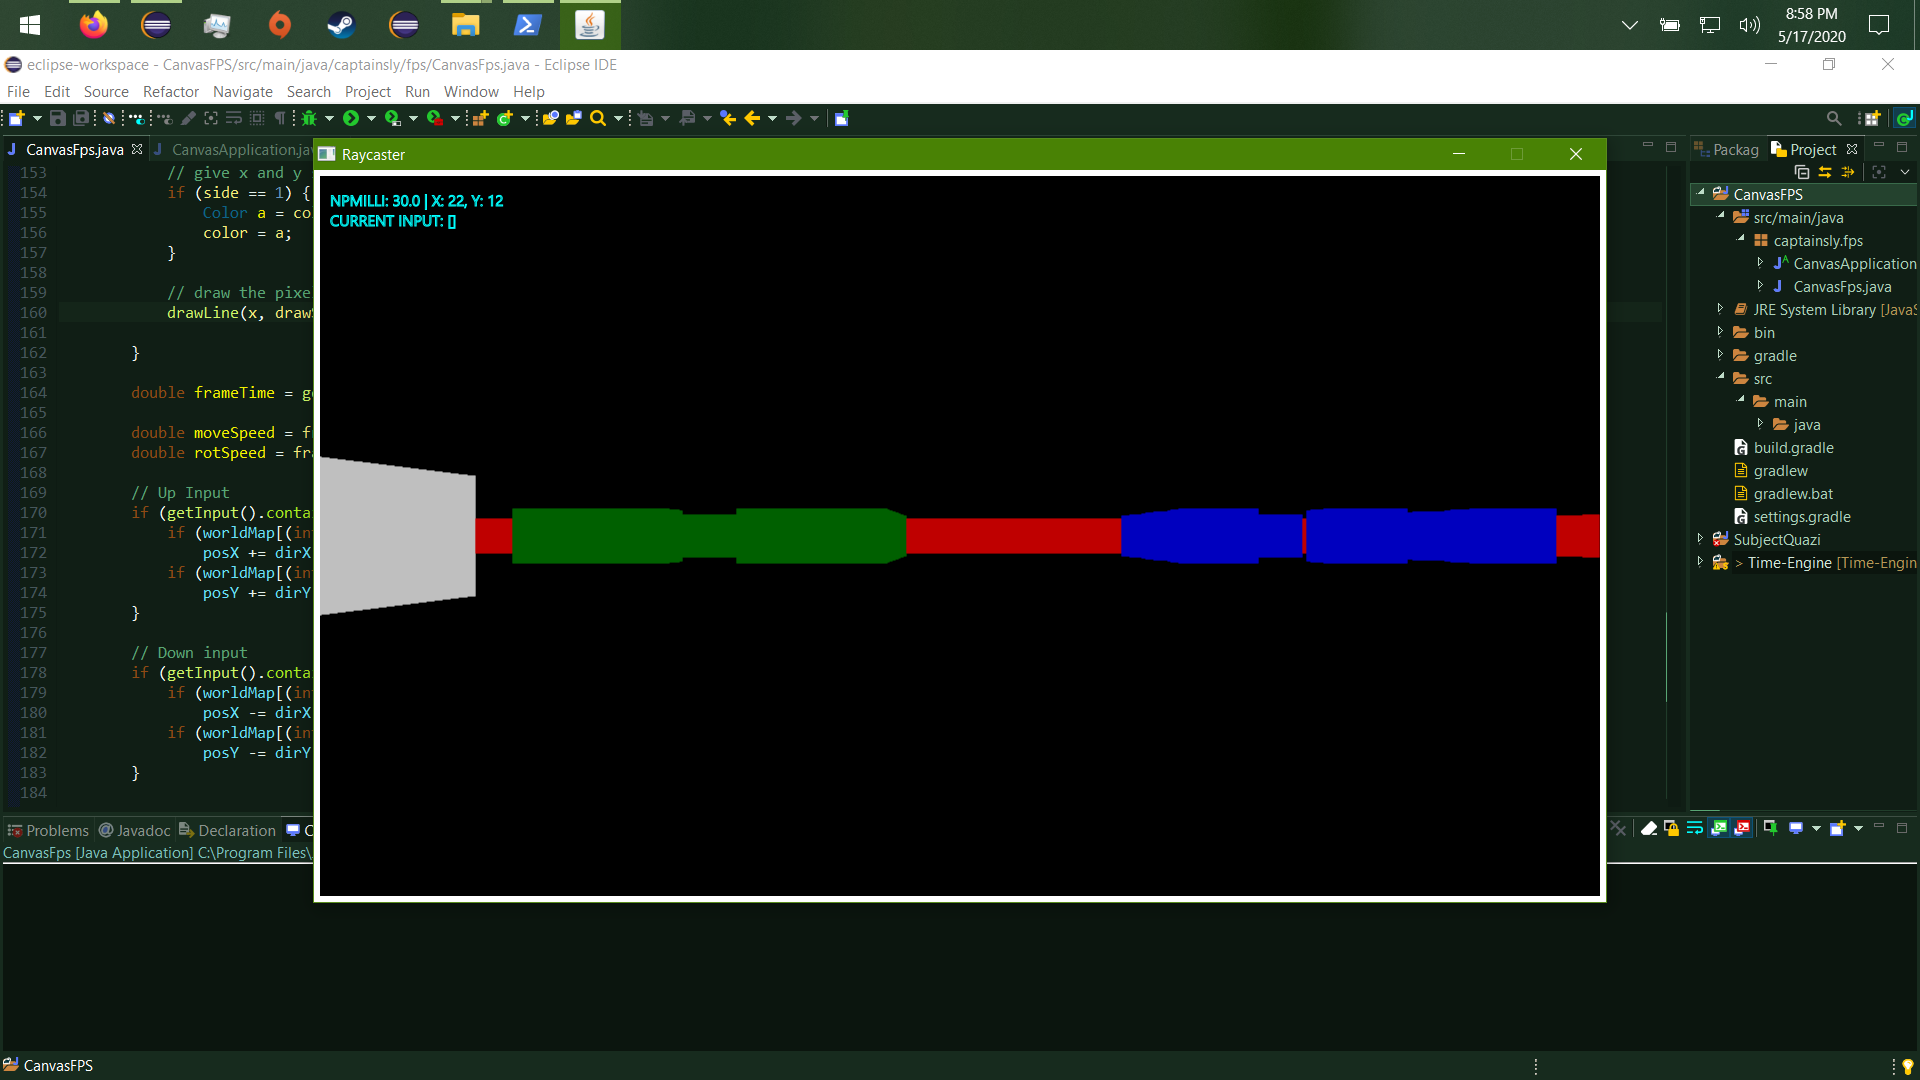 8:58 PM
5/17/2020
eclipse-workspace - CanvasFPS/src/main/java/captainsly/fps/CanvasFps.java - Eclipse IDE
File Edit Source Refactor Navigate Search Project Run Window Help
CanvasFps.java CanvasApplication.jav
Raycaster
NPMILLI: 30.0 | X: 22, Y: 12
CURRENT INPUT: []
153 // give x and y
154 if (side == 1) {
155 Color a = co
156 color = a;
157 }
158
159 // draw the pixe
160 drawLine(x, draw
161
162 }
163
164 double frameTime = g
165
166 double moveSpeed = f
167 double rotSpeed = fra
168
169 // Up Input
170 if (getInput().conta
171 if (worldMap[(in
172 posX += dirX
173 if (worldMap[(in
174 posY += dirY
175 }
176
177 // Down input
178 if (getInput().conta
179 if (worldMap[(in
180 posX -= dirX
181 if (worldMap[(in
182 posY -= dirY
183 }
184
Packag Project
CanvasFPS
src/main/java
captainsly.fps
CanvasApplication
CanvasFps.java
JRE System Library [JavaS
bin
gradle
src
main
java
build.gradle
gradlew
gradlew.bat
settings.gradle
SubjectQuazi
> Time-Engine [Time-Engin
Problems Javadoc Declaration C
CanvasFps [Java Application] C:\Program Files\
CanvasFPS